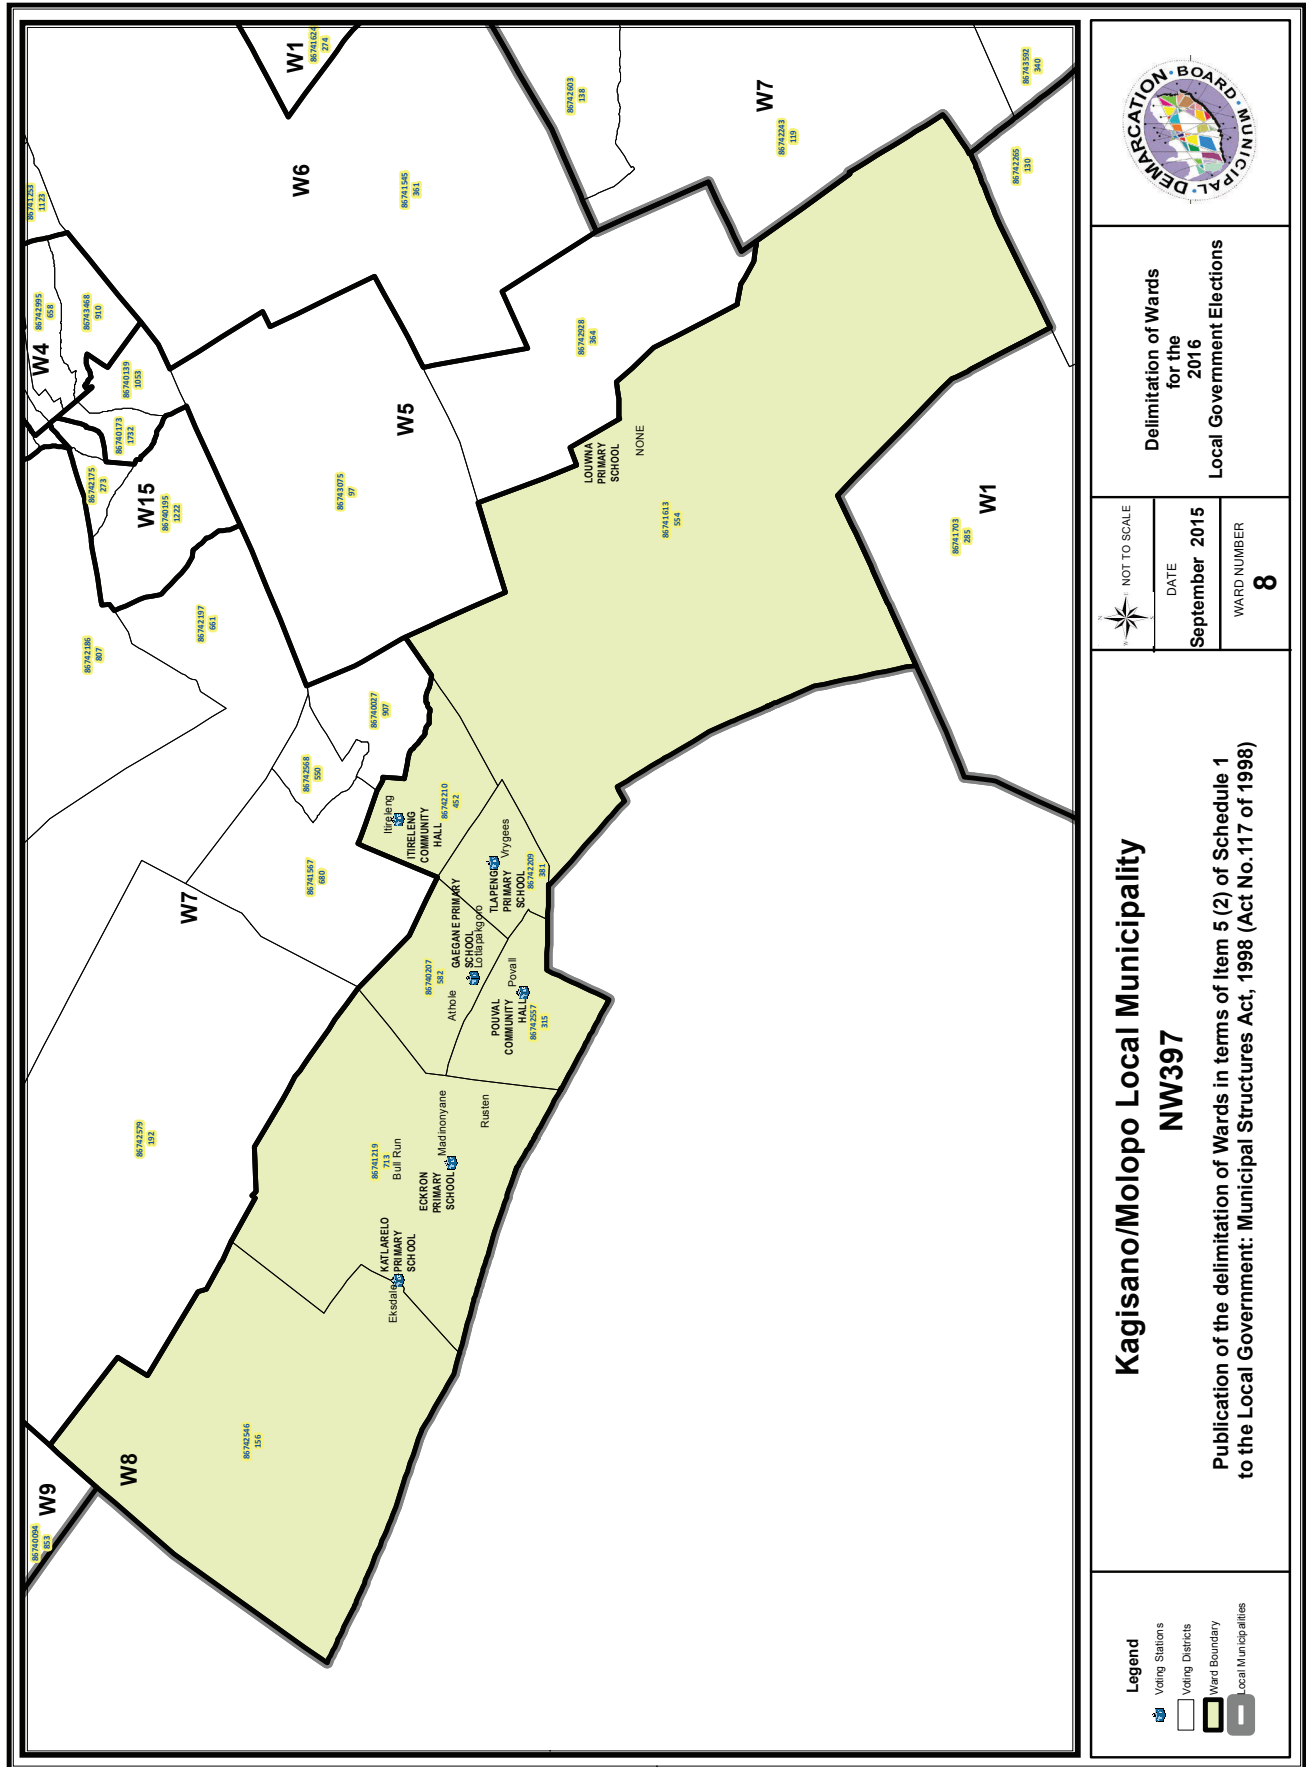 W9
86740094
853
W8
86742546
156
86742579
192
W7
86741567
680
86742568
550
86740027
907
86742186
807
86742197
661
W15
86742175
273
86740195
1222
86740173
1732
86740139
1053
W4
86742995
658
86743468
910
86741253
1123
W6
86741545
361
W1
86741624
274
W5
86743075
97
86742928
364
86742603
138
W7
86742243
119
86743592
340
86742265
130
W1
86741703
285
86741613
554
LOUWNA
PRIMARY
SCHOOL
NONE
Itireleng
ITIRELENG
COMMUNITY
HALL
86742210
452
TLAPENG
PRIMARY
SCHOOL
Vrygees
86742209
381
GAEGANE PRIMARY
SCHOOL
Lotlapakgoro
86740207
582
Athole
POUVAL
COMMUNITY
HALL
Povall
86742557
315
86741219
713
Bull Run
Madinonyane
Rusten
ECKRON
PRIMARY
SCHOOL
KATLARELO
PRIMARY
SCHOOL
Eksdale
Legend
Voting Stations
Voting Districts
Ward Boundary
Local Municipalities
Kagisano/Molopo Local Municipality
NW397
Publication of the delimitation of Wards in terms of Item 5 (2) of Schedule 1
to the Local Government: Municipal Structures Act, 1998 (Act No.117 of 1998)
NOT TO SCALE
DATE
September 2015
WARD NUMBER
8
Delimitation of Wards
for the
2016
Local Government Elections
MUNICIPAL · DEMARCATION · BOARD ·